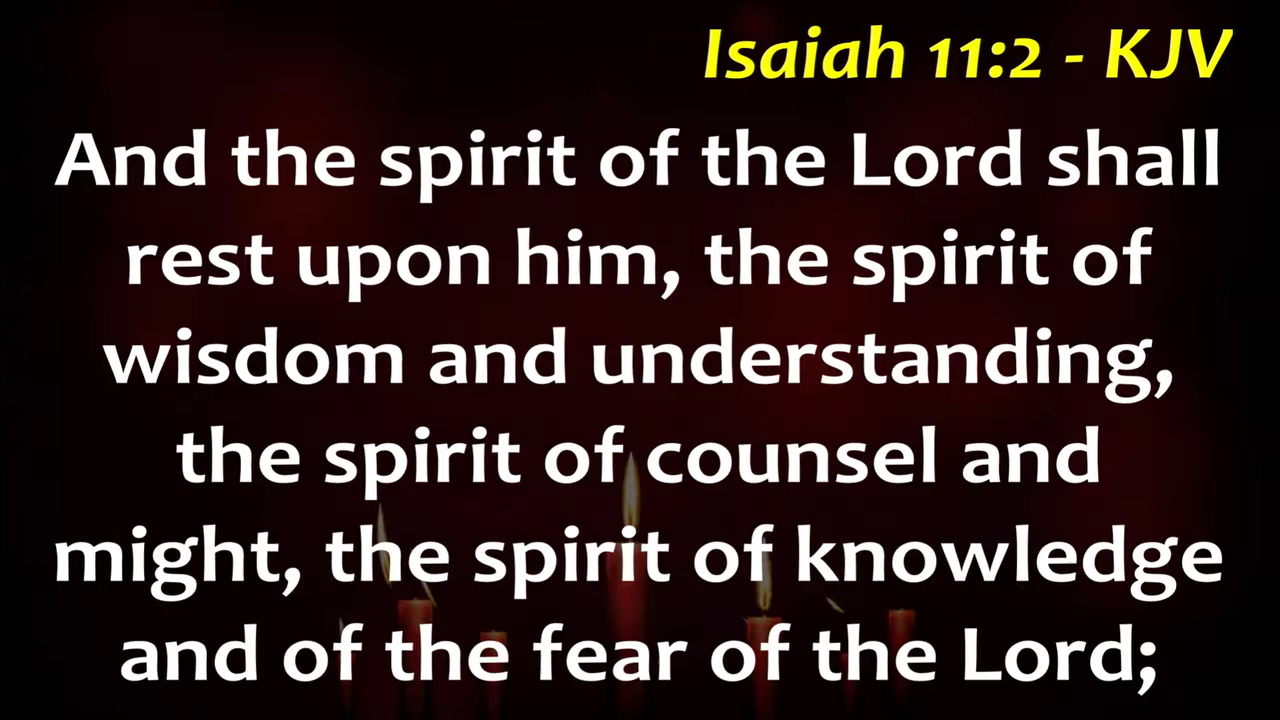 Isaiah 11:2 - KJV
And the spirit of the Lord shall
rest upon him, the spirit of
wisdom and understanding,
the spirit of counsel and
might, the spirit of knowledge
and of the fear of the Lord;